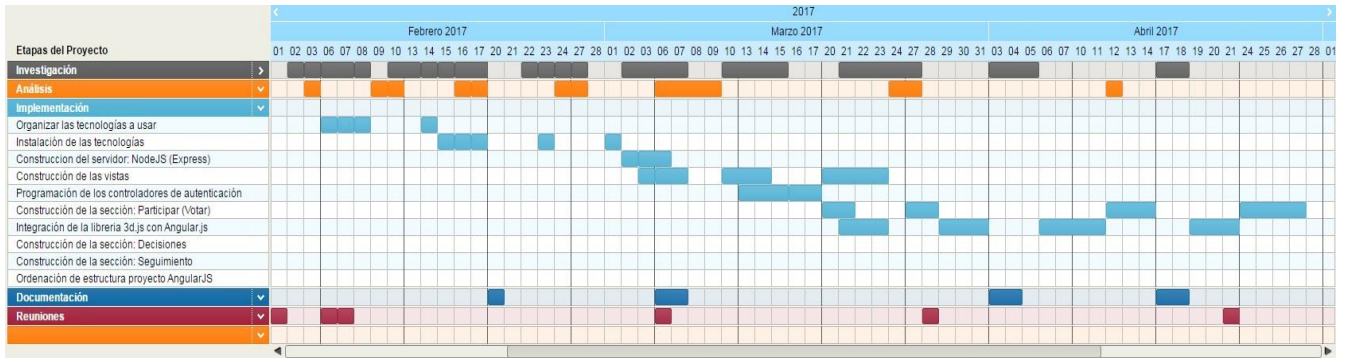 2017
Febrero 2017 Marzo 2017 Abril 2017
Etapas del Proyecto 01 02 03 06 07 08 09 10 13 14 15 16 17 20 21 22 23 24 27 28 01 02 03 06 07 08 09 10 13 14 15 16 17 20 21 22 23 24 27 28 29 30 31 03 04 05 06 07 10 11 12 13 14 17 18 19 20 21 24 25 26 27 28 01
Investigación
Análisis
Implementación
Organizar las tecnologías a usar
Instalación de las tecnologías
Construccion del servidor: NodeJS (Express)
Construcción de las vistas
Programación de los controladores de autenticación
Construcción de la sección: Participar (Votar)
Integración de la libreria 3d.js con Angular.js
Construcción de la sección: Decisiones
Construcción de la sección: Seguimiento
Ordenación de estructura proyecto AngularJS
Documentación
Reuniones